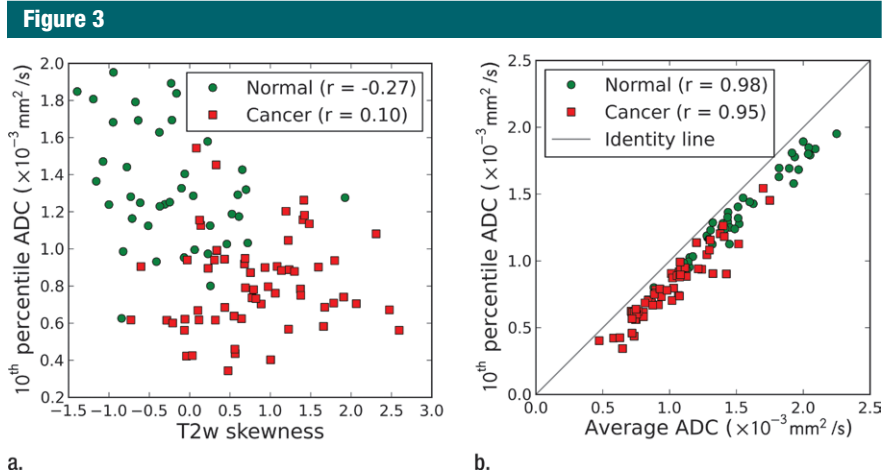 Figure 3
2.0
1.8
1.6
1.4
1.2
1.0
0.8
0.6
0.4
0.2
10th percentile ADC (×10−3 mm2/s)
Normal (r = -0.27)
Cancer (r = 0.10)
−1.5 −1.0 −0.5 0.0 0.5 1.0 1.5 2.0 2.5 3.0
T2w skewness
a.
2.5
2.0
1.5
1.0
0.5
0.0
10th percentile ADC (×10−3 mm2/s)
Normal (r = 0.98)
Cancer (r = 0.95)
Identity line
0.0 0.5 1.0 1.5 2.0 2.5
Average ADC (×10−3 mm2/s)
b.